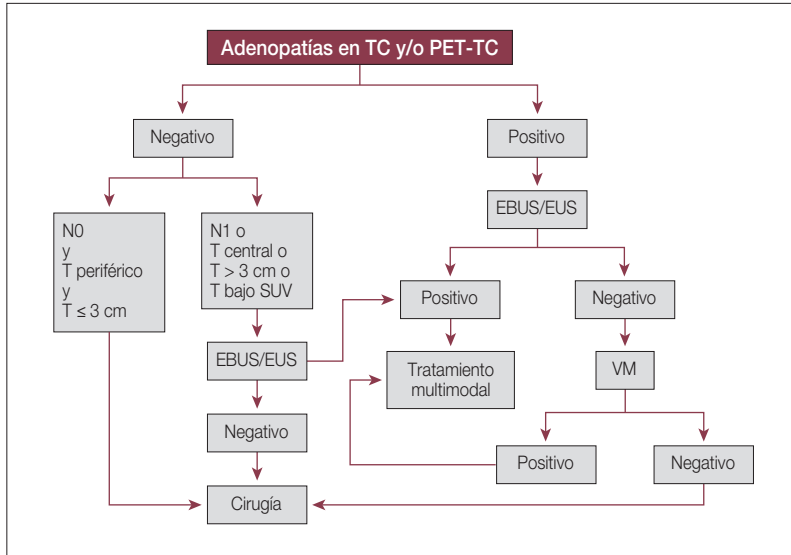 Adenopatías en TC y/o PET-TC
Negativo
Positivo
N0
y
T periférico
y
T ≤ 3 cm
N1 o
T central o
T > 3 cm o
T bajo SUV
EBUS/EUS
Positivo
Negativo
EBUS/EUS
Tratamiento
multimodal
VM
Negativo
Positivo
Negativo
Cirugía